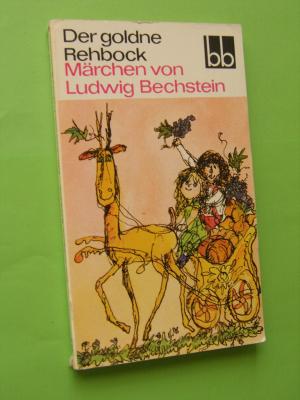 Der goldne
Rehbock
Märchen von
Ludwig Bechstein
bb